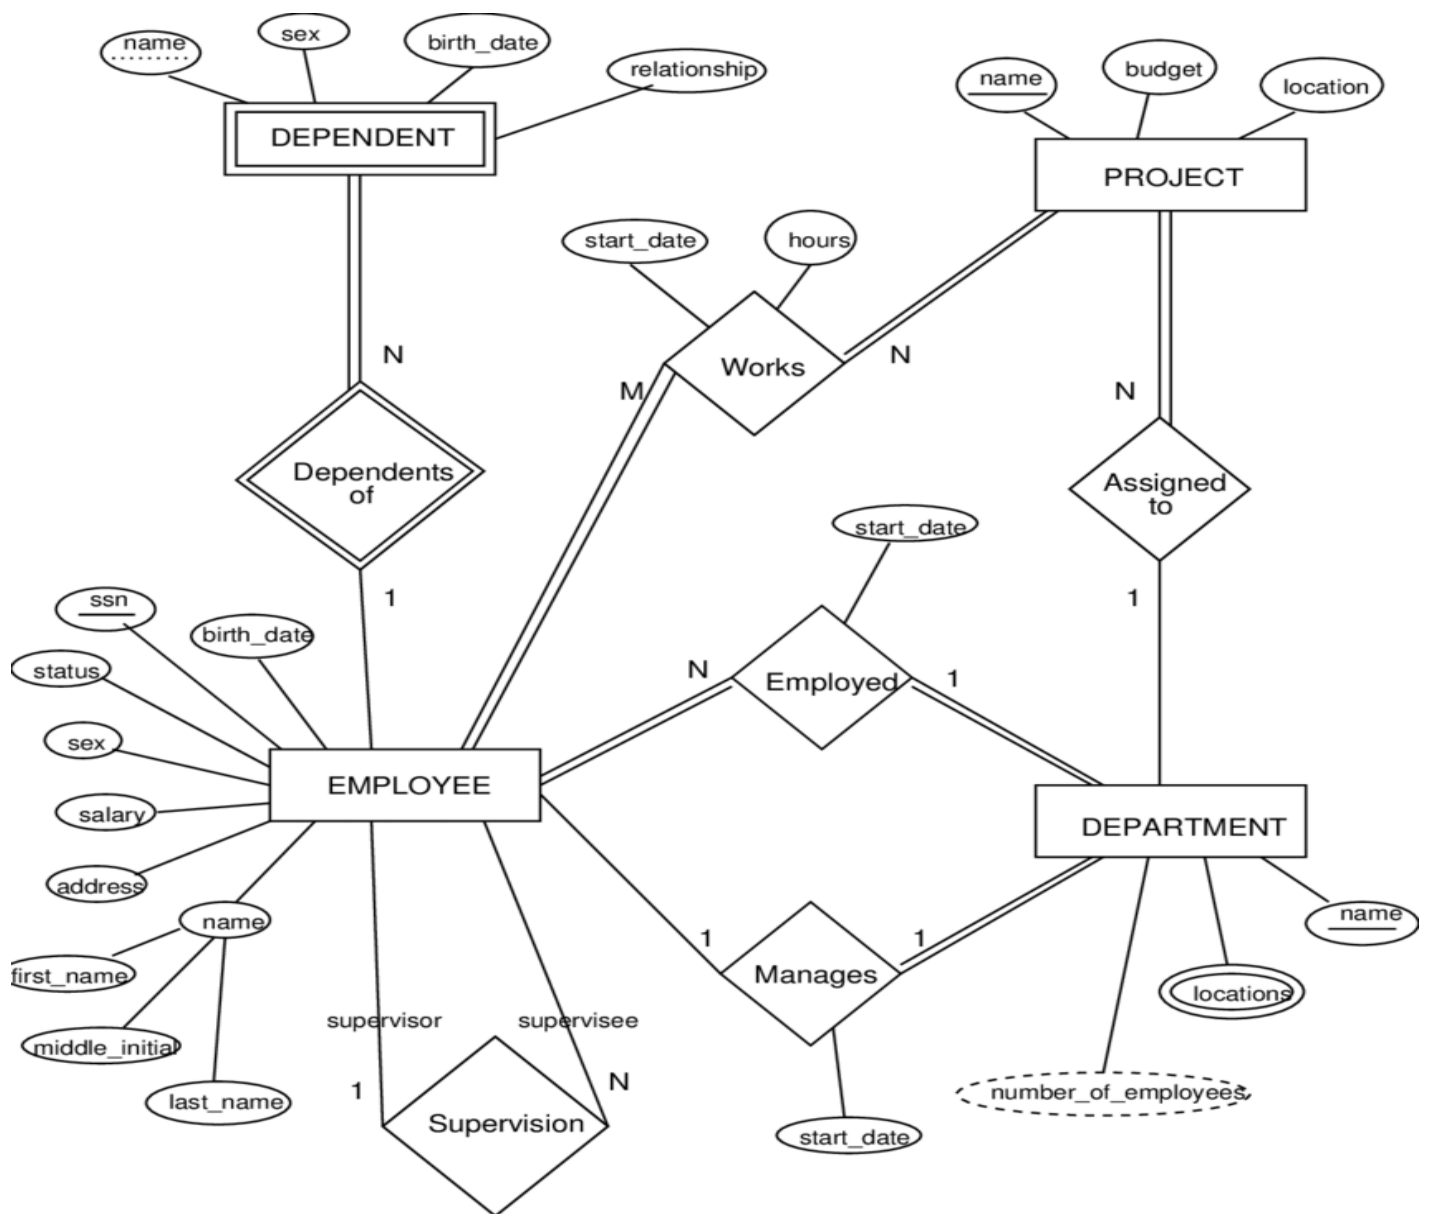 name
sex
birth_date
relationship
DEPENDENT
name
budget
location
PROJECT
start_date
hours
Works
M
N
N
Dependents
of
1
N
Assigned
to
1
start_date
N
Employed
1
ssn
birth_date
status
sex
salary
address
EMPLOYEE
name
first_name
middle_initial
last_name
DEPARTMENT
name
locations
number_of_employees
1
Manages
1
start_date
supervisor
supervisee
1
N
Supervision